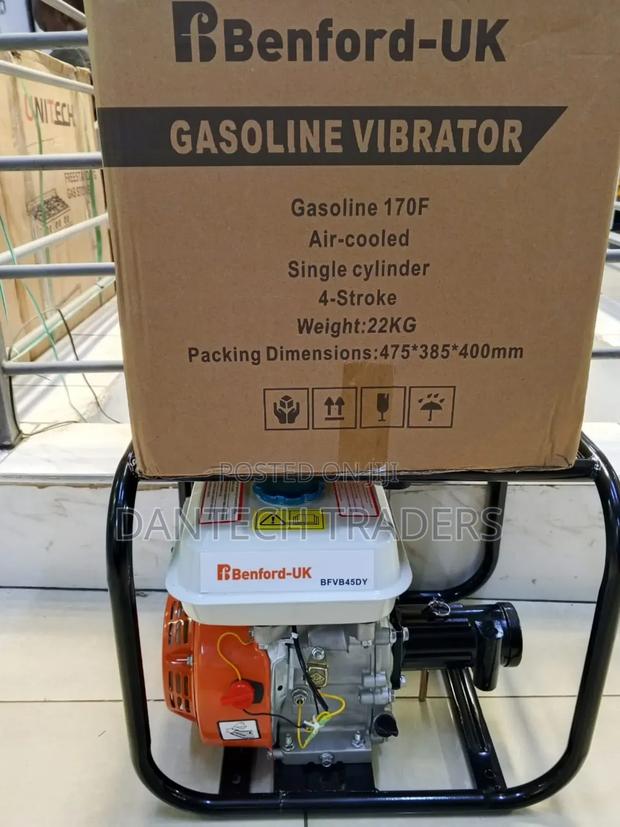 Benford-UK
GASOLINE VIBRATOR
Gasoline 170F
Air-cooled
Single cylinder
4-Stroke
Weight:22KG
Packing Dimensions:475*385*400mm
UNITECH
POSTED ON JIJI
DANTECH TRADERS
Benford-UK
BFVB45DY